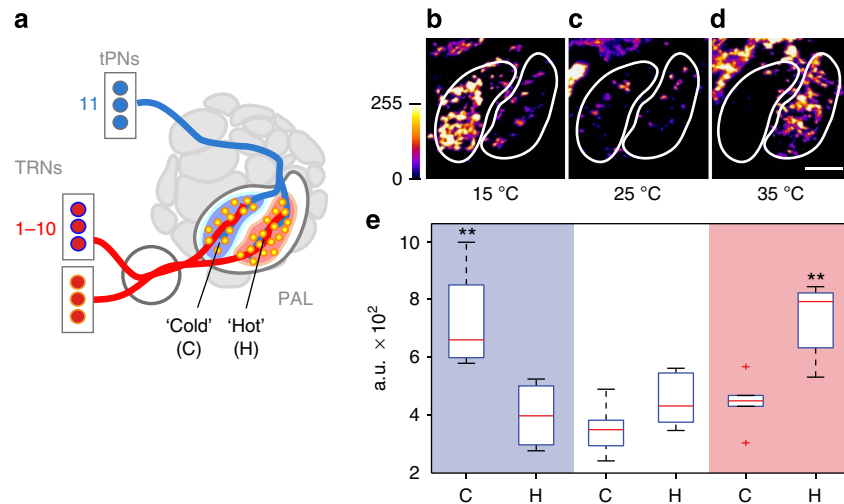 a
tPNs
11
TRNs
1–10
'Cold'
(C)
'Hot'
(H)
PAL
b
c
d
255
0
15 °C
25 °C
35 °C
e
a.u. × 10²
10
8
6
4
2
**
**
C
H
C
H
C
H